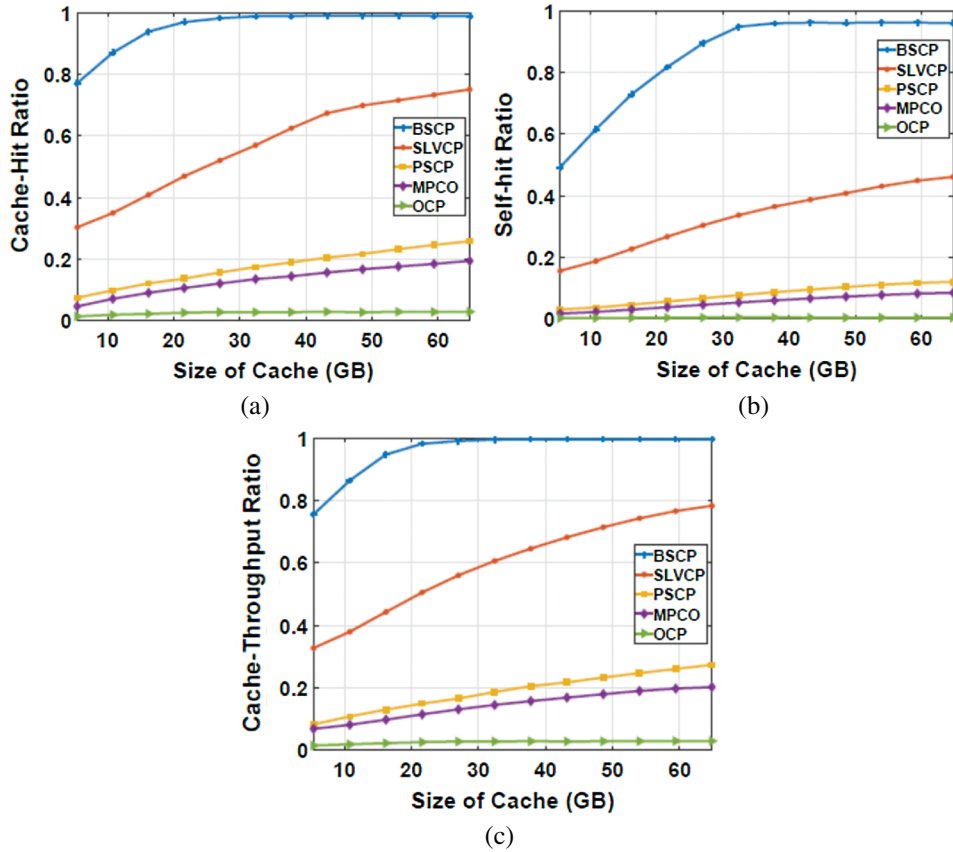 1
0.8
0.6
0.4
0.2
0
Cache-Hit Ratio
BSCP
SLVCP
PSCP
MPCO
OCP
10 20 30 40 50 60
Size of Cache (GB)
(a)
1
0.8
0.6
0.4
0.2
0
Self-hit Ratio
BSCP
SLVCP
PSCP
MPCO
OCP
10 20 30 40 50 60
Size of Cache (GB)
(b)
1
0.8
0.6
0.4
0.2
0
Cache-Throughput Ratio
BSCP
SLVCP
PSCP
MPCO
OCP
10 20 30 40 50 60
Size of Cache (GB)
(c)